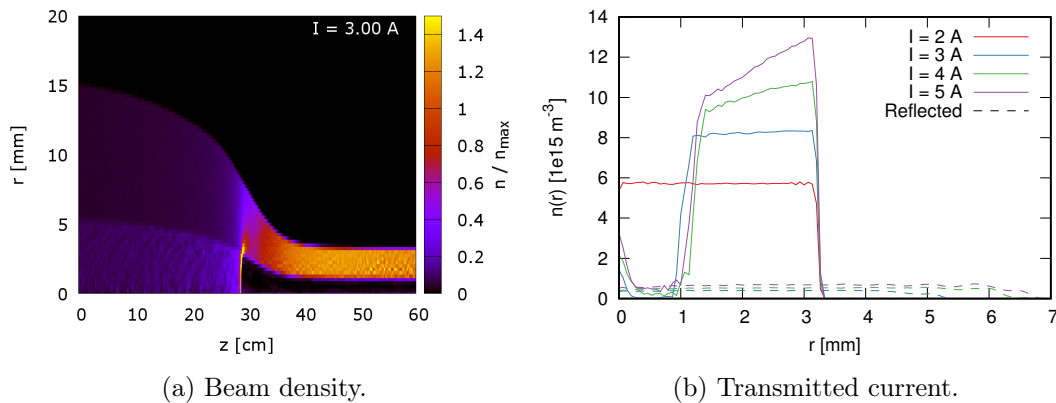 I = 3.00 A
20
15
10
5
0
r [mm]
0 10 20 30 40 50 60
z [cm]
1.4
1.2
1
0.8
0.6
0.4
0.2
0
n / n_max
(a) Beam density.
14
12
10
8
6
4
2
0
n(r) [1e15 m^-3]
I = 2 A
I = 3 A
I = 4 A
I = 5 A
Reflected
0 1 2 3 4 5 6 7
r [mm]
(b) Transmitted current.